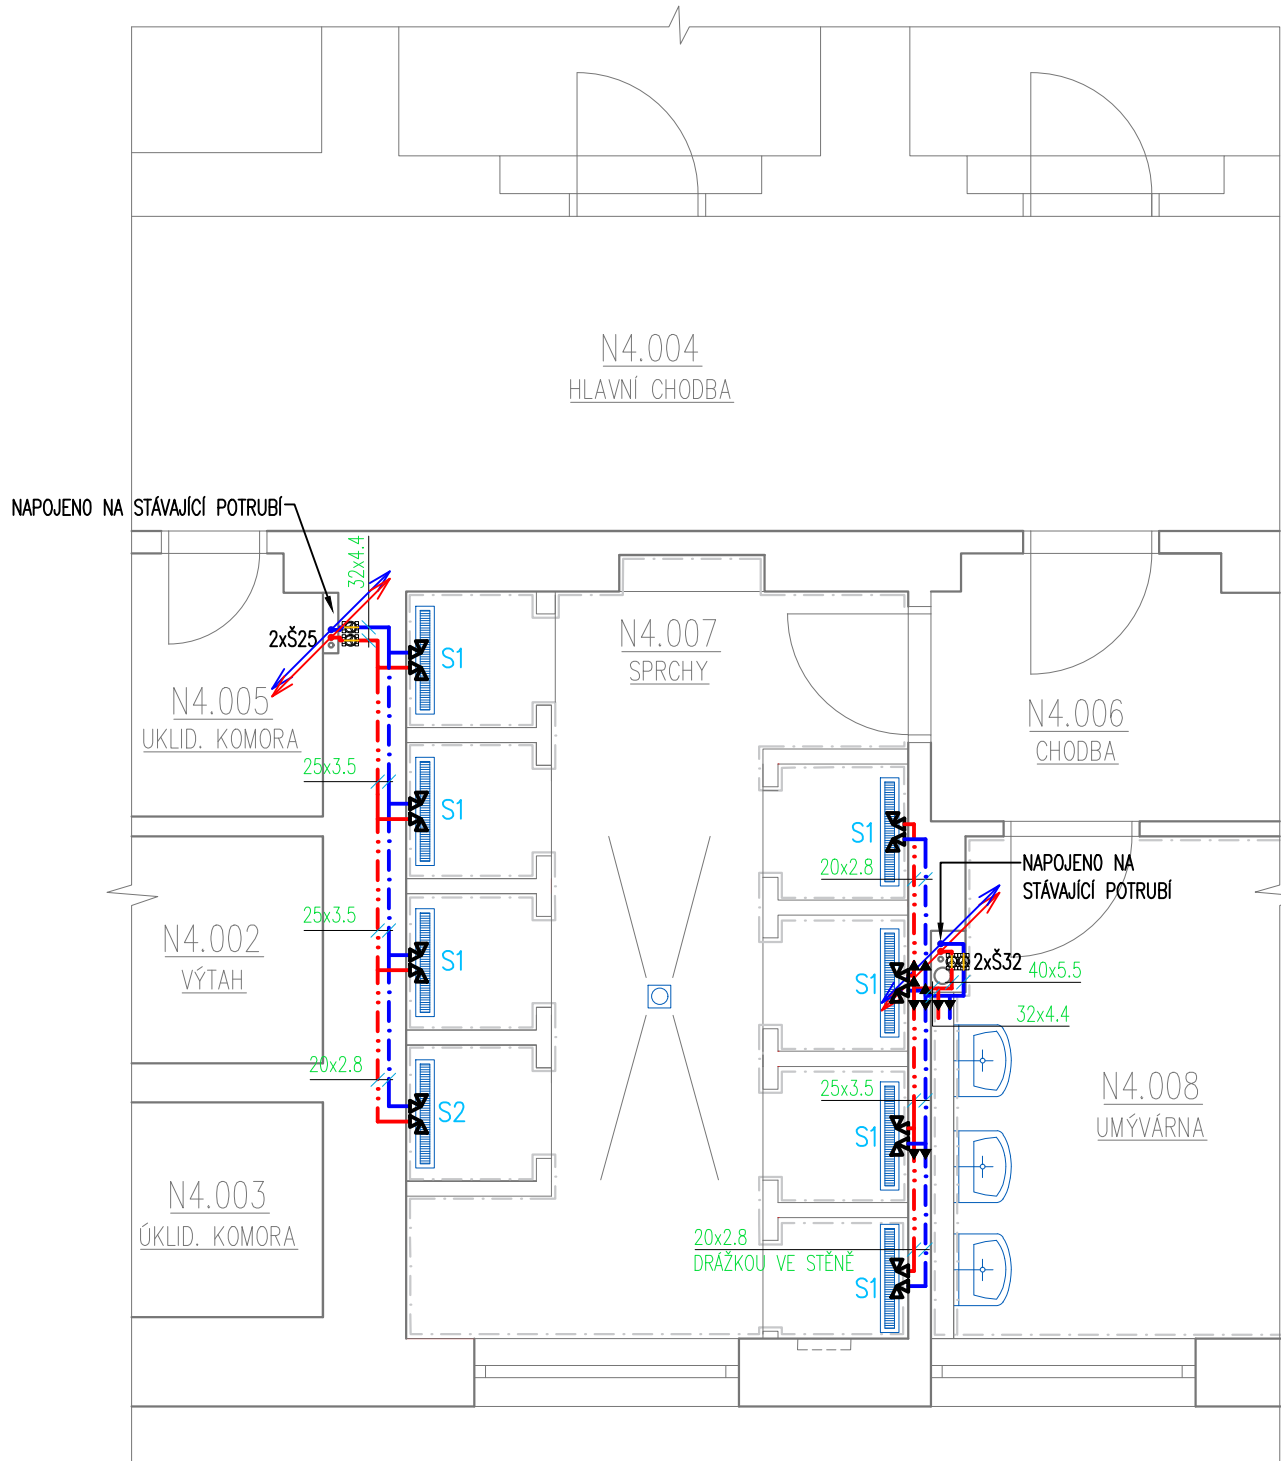 N4.004
HLAVNÍ CHODBA
NAPOJENO NA STÁVAJÍCÍ POTRUBÍ
32x4.4
2xŠ25
S1
N4.007
SPRCHY
N4.005
UKLID. KOMORA
N4.006
CHODBA
25x3.5
S1
S1
20x2.8
NAPOJENO NA
STÁVAJÍCÍ POTRUBÍ
25x3.5
N4.002
VÝTAH
S1
S1
2xŠ32
40x5.5
32x4.4
20x2.8
S2
25x3.5
S1
N4.008
UMÝVÁRNA
N4.003
ÚKLID. KOMORA
20x2.8
DRÁŽKOU VE STĚNĚ
S1